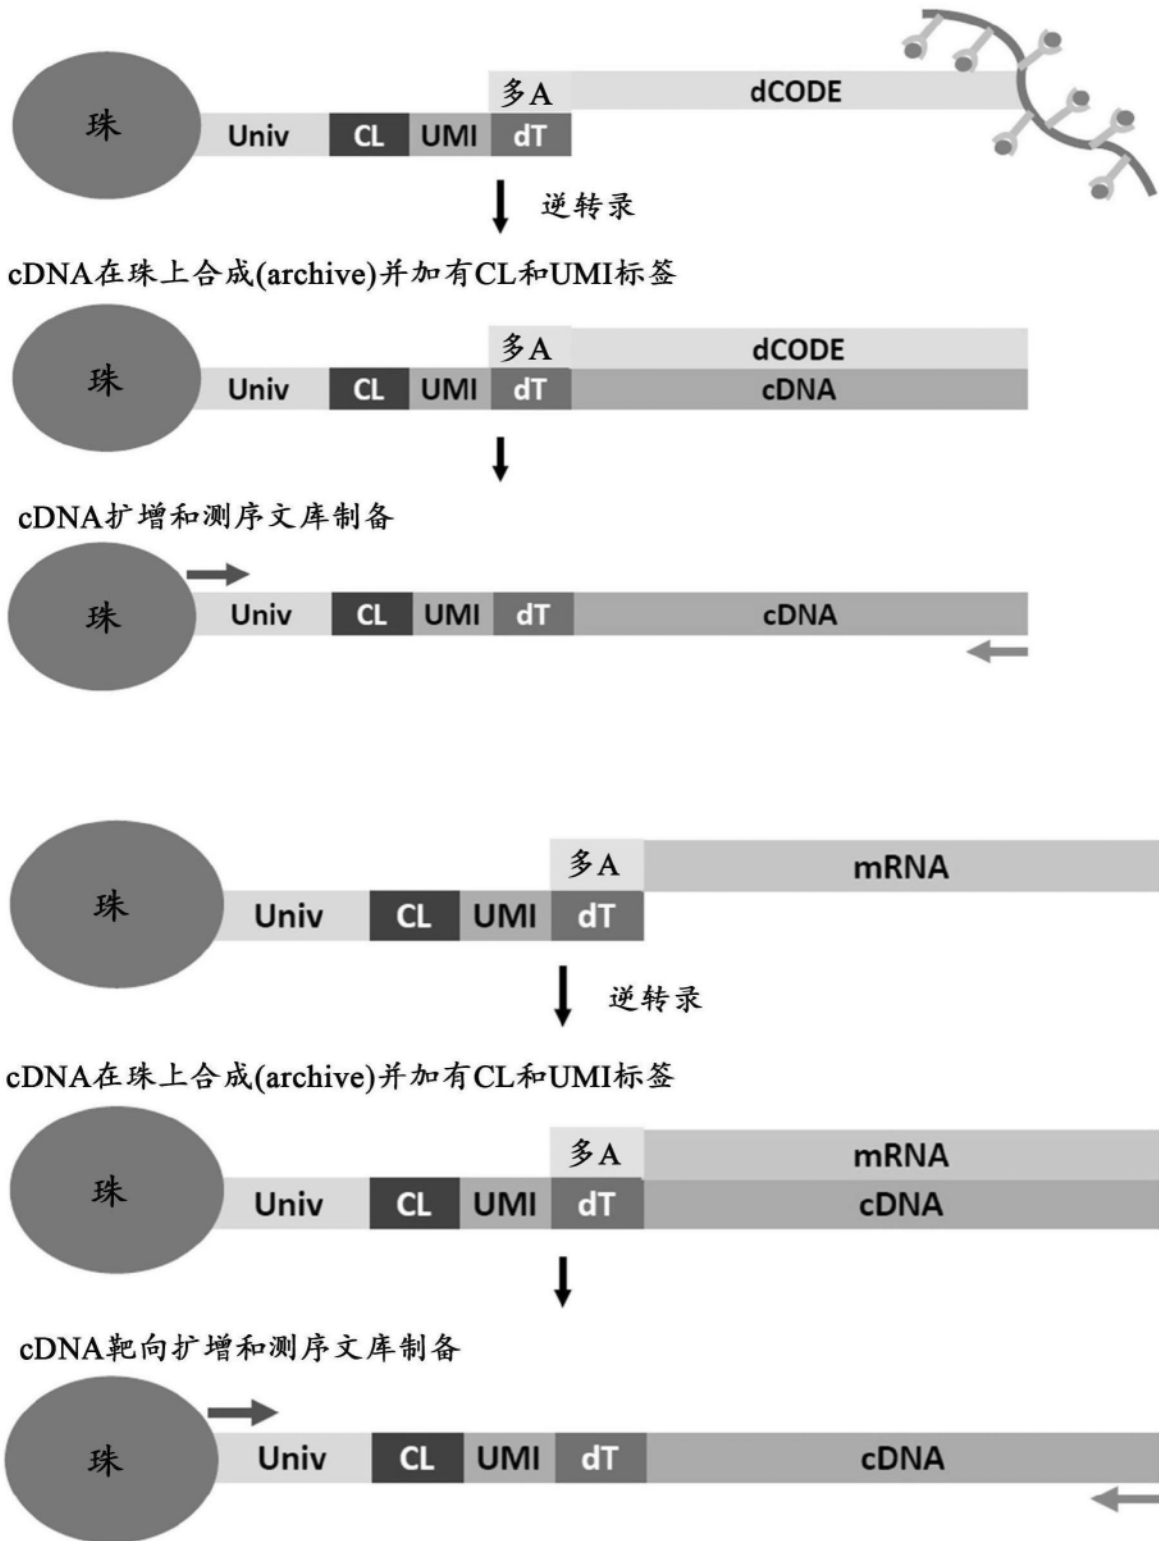 多A dCODE
珠 Univ CL UMI dT
逆转录
cDNA在珠上合成(archive)并加有CL和UMI标签
多A dCODE
珠 Univ CL UMI dT cDNA
cDNA扩增和测序文库制备
珠 Univ CL UMI dT cDNA
多A mRNA
珠 Univ CL UMI dT
逆转录
cDNA在珠上合成(archive)并加有CL和UMI标签
多A mRNA
珠 Univ CL UMI dT cDNA
cDNA靶向扩增和测序文库制备
珠 Univ CL UMI dT cDNA